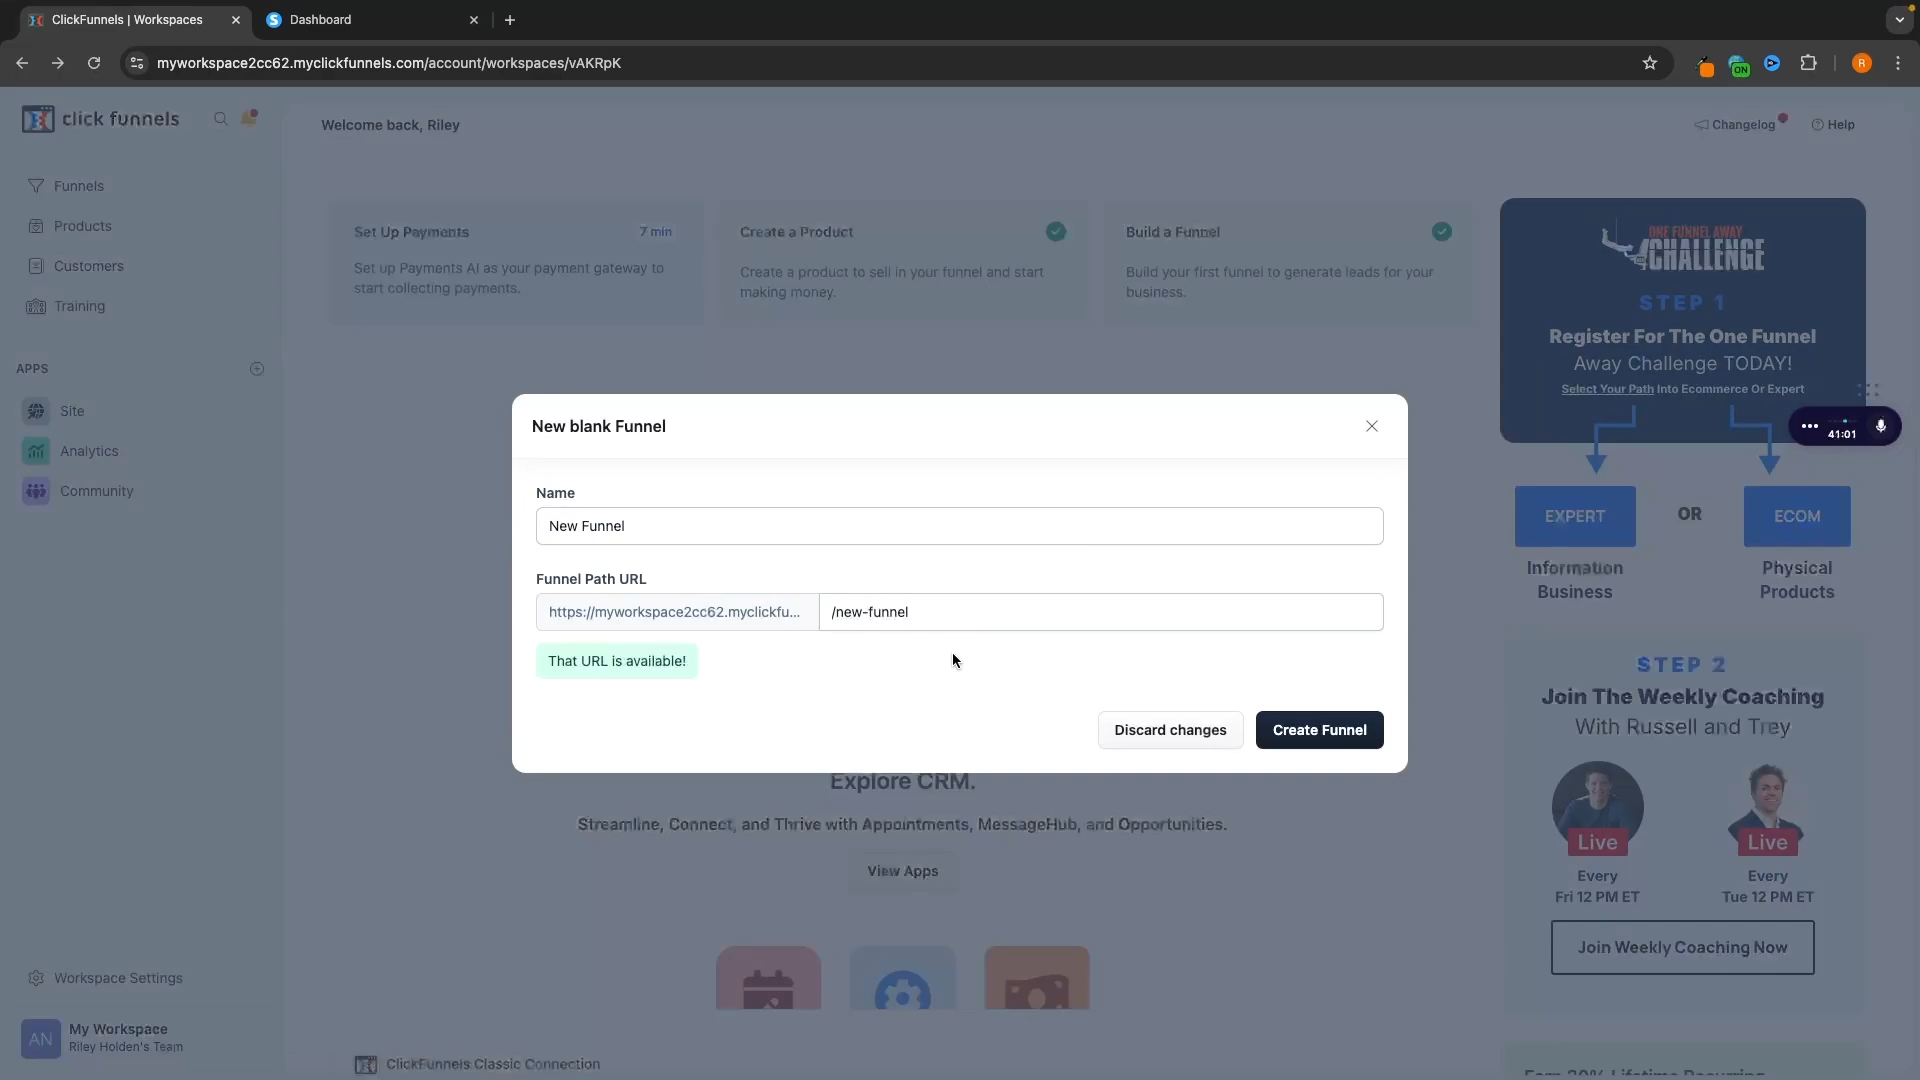 ClickFunnels | Workspaces
Dashboard
myworkspace2cc62.myclickfunnels.com/account/workspaces/vAKRpK
ON
R
click funnels
Welcome back, Riley
Changelog
Help
Funnels
Products
Customers
Training
APPS
Site
Analytics
Community
Set Up Payments
7 min
Set up Payments AI as your payment gateway to
start collecting payments.
Create a Product
Create a product to sell in your funnel and start
making money.
Build a Funnel
Build your first funnel to generate leads for your
business.
ONE FUNNEL AWAY
CHALLENGE
STEP 1
Register For The One Funnel
Away Challenge TODAY!
Select Your Path Into Ecommerce Or Expert
41:01
EXPERT
OR
ECOM
Information
Business
Physical
Products
New blank Funnel
Name
New Funnel
Funnel Path URL
https://myworkspace2cc62.myclickfu...
/new-funnel
That URL is available!
Discard changes
Create Funnel
Explore CRM.
Streamline, Connect, and Thrive with Appointments, MessageHub, and Opportunities.
View Apps
STEP 2
Join The Weekly Coaching
With Russell and Trey
Live
Live
Every
Fri 12 PM ET
Every
Tue 12 PM ET
Join Weekly Coaching Now
Workspace Settings
AN
My Workspace
Riley Holden's Team
ClickFunnels Classic Connection